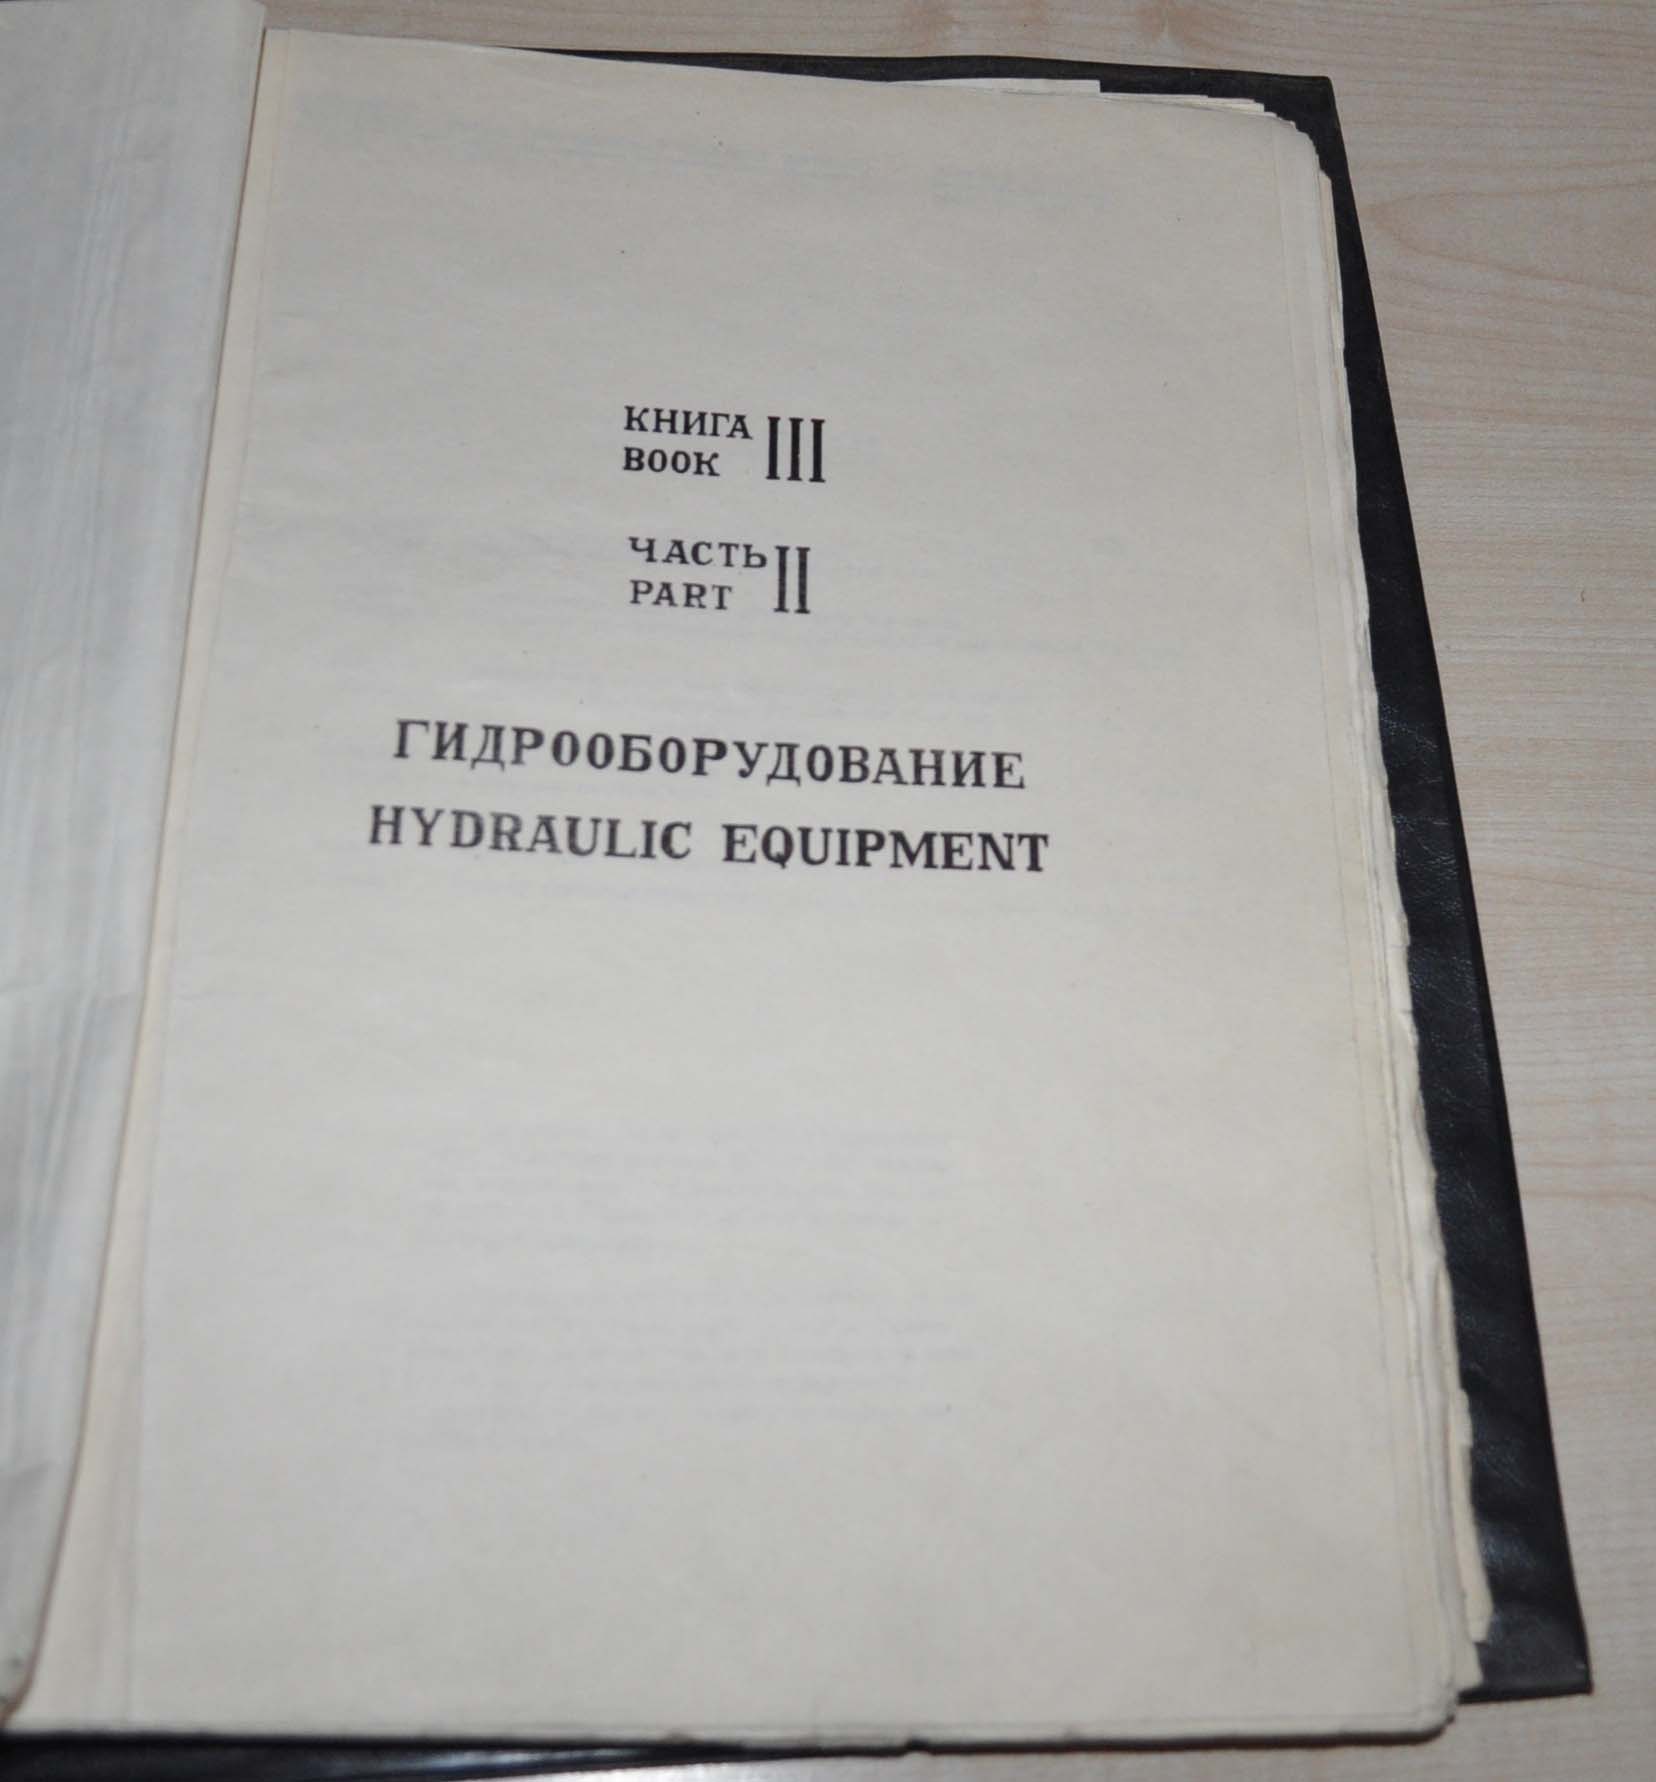 КНИГА III
BOOK
ЧАСТЬ II
PART
ГИДРООБОРУДОВАНИЕ
HYDRAULIC EQUIPMENT